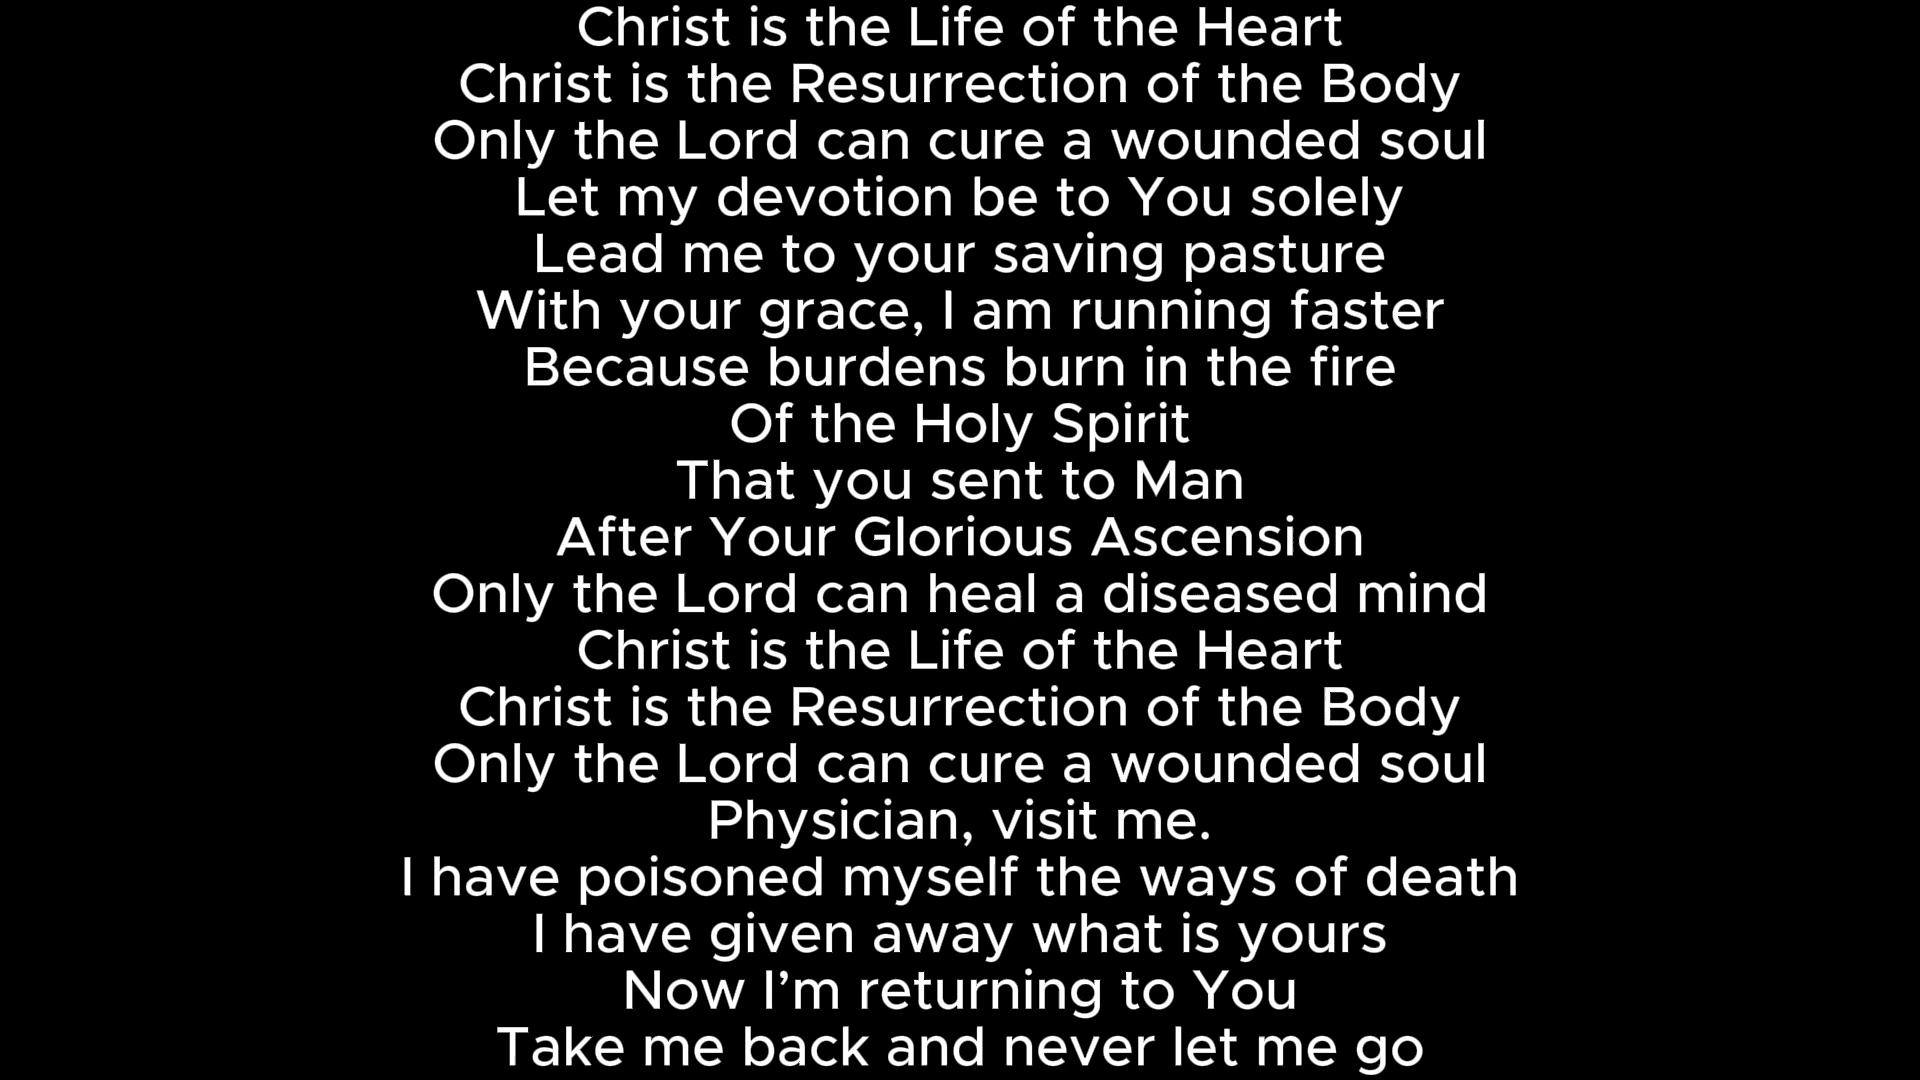 Christ is the Life of the Heart
Christ is the Resurrection of the Body
Only the Lord can cure a wounded soul
Let my devotion be to You solely
Lead me to your saving pasture
With your grace, I am running faster
Because burdens burn in the fire
Of the Holy Spirit
That you sent to Man
After Your Glorious Ascension
Only the Lord can heal a diseased mind
Christ is the Life of the Heart
Christ is the Resurrection of the Body
Only the Lord can cure a wounded soul
Physician, visit me.
I have poisoned myself the ways of death
I have given away what is yours
Now I’m returning to You
Take me back and never let me go